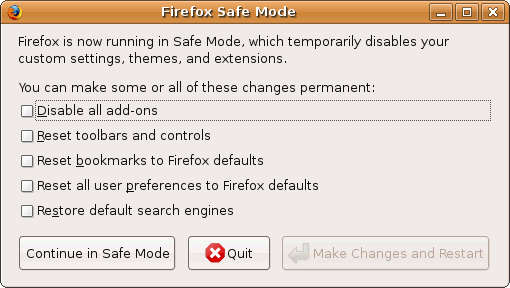 Firefox Safe Mode
Firefox is now running in Safe Mode, which temporarily disables your
custom settings, themes, and extensions.
You can make some or all of these changes permanent:
Disable all add-ons
Reset toolbars and controls
Reset bookmarks to Firefox defaults
Reset all user preferences to Firefox defaults
Restore default search engines
Continue in Safe Mode
Quit
Make Changes and Restart